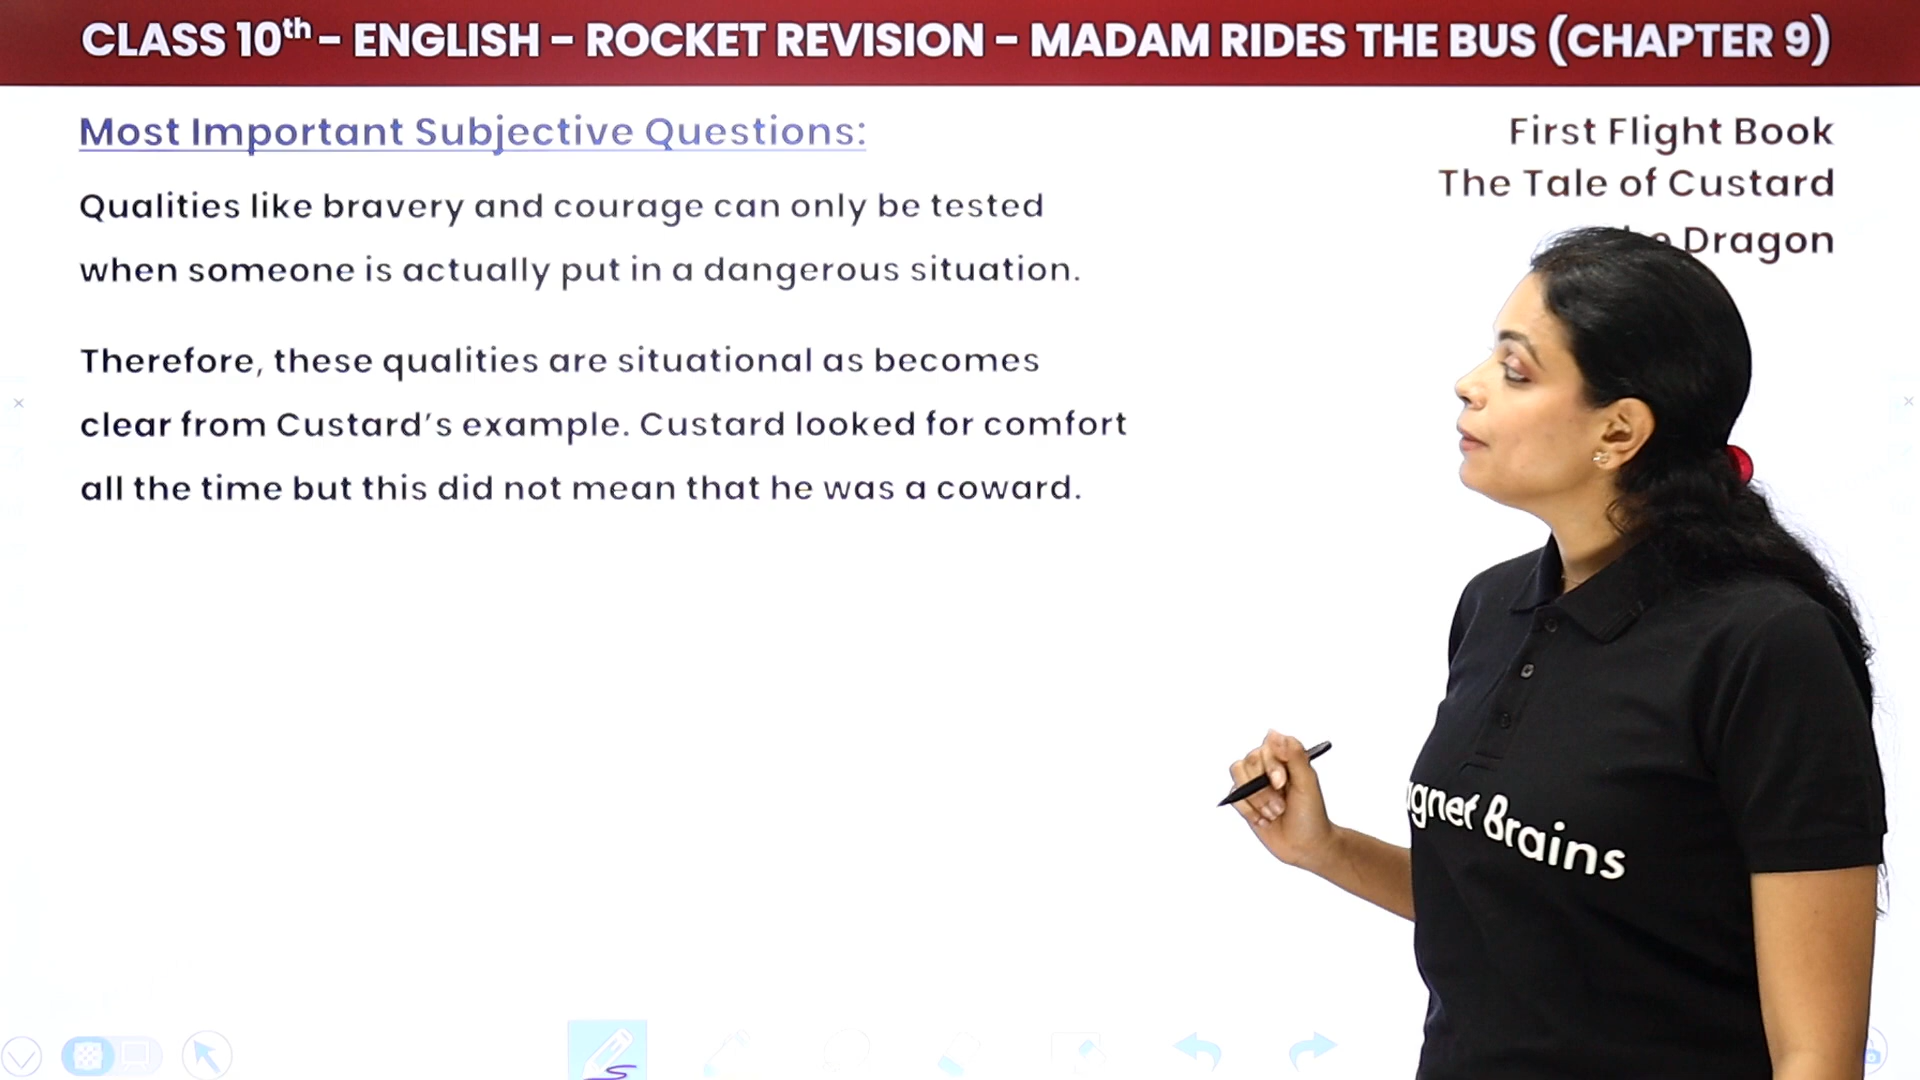 CLASS 10th - ENGLISH - ROCKET REVISION - MADAM RIDES THE BUS (CHAPTER 9)
Most Important Subjective Questions:
First Flight Book
The Tale of Custard
Dragon
Qualities like bravery and courage can only be tested
when someone is actually put in a dangerous situation.
Therefore, these qualities are situational as becomes
clear from Custard's example. Custard looked for comfort
all the time but this did not mean that he was a coward.
Brains